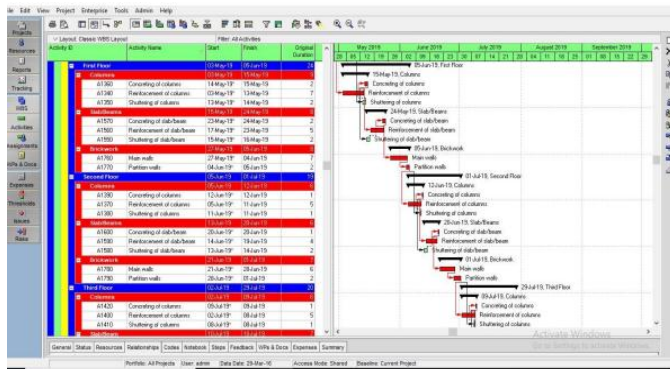 File Edit View Project Enterprise Tools Admin Help
Projects
Resources
Reports
Tracking
WBS
Activities
Assignments
WPs & Docs
Expenses
Thresholds
Issues
Risks
Layout: Classic WBS Layout Filter: All Activities
Activity ID Activity Name Start Finish Original Duration
May 2019 June 2019 July 2019 August 2019 September 2019
First Floor 03-May-19 05-Jun-19 24
Columns 03-May-19 15-May-19 9
A1360 Concreting of columns 14-May-19* 15-May-19 2
A1340 Reinforcement of columns 03-May-19* 13-May-19 7
A1350 Shuttering of columns 13-May-19* 14-May-19 2
Slab/Beams 15-May-19 24-May-19
A1570 Concreting of slab/beam 23-May-19* 24-May-19 2
A1560 Reinforcement of slab/beam 17-May-19* 23-May-19 5
Shuttering of slab/beam 15-May-19* 16-May-19 2
Brickwork 27-May-19 05-Jun-19
A1760 Main walls 27-May-19* 04-Jun-19 7
A1770 Partition walls 04-Jun-19* 05-Jun-19 2
Second Floor 05-Jun-19 01-Jul-19 19
Columns 05-Jun-19 12-Jun-19 6
Concreting of columns 12-Jun-19* 12-Jun-19 1
A1370 Reinforcement of columns 05-Jun-19* 11-Jun-19 5
A1380 Shuttering of columns 11-Jun-19* 11-Jun-19 1
Slab/Beams 20-Jun-19
A1600 Concreting of slab/beam 20-Jun-19* 20-Jun-19 1
Reinforcement of slab/beam 14-Jun-19* 19-Jun-19 4
Shuttering of slab/beam 13-Jun-19* 14-Jun-19 2
Brickwork 21-Jun-19 01-Jul-19
A1780 Main walls 21-Jun-19* 28-Jun-19 6
A1790 Partition walls 28-Jun-19* 01-Jul-19 2
Third Floor 02-Jul-19 29-Jul-19 20
Columns 02-Jul-19 09-Jul-19 6
A1420 Concreting of columns 09-Jul-19* 09-Jul-19 1
A1400 Reinforcement of columns 02-Jul-19* 08-Jul-19 5
A1410 Shuttering of columns 08-Jul-19* 08-Jul-19 1
Slab/Beams
05-Jun-19, First Floor
15-May-19, Columns
Concreting of columns
Reinforcement of columns
Shuttering of columns
24-May-19, Slab/Beams
Concreting of slab/beam
Reinforcement of slab/beam
Shuttering of slab/beam
05-Jun-19, Brickwork
Main walls
Partition walls
01-Jul-19, Second Floor
12-Jun-19, Columns
Concreting of columns
Reinforcement of columns
Shuttering of columns
20-Jun-19, Slab/Beams
Concreting of slab/beam
Reinforcement of slab/beam
Shuttering of slab/beam
01-Jul-19, Brickwork
Main walls
Partition walls
29-Jul-19, Third Floor
09-Jul-19, Columns
Concreting of columns
Reinforcement of columns
Shuttering of columns
Activate Windows
Go to Settings to activate Windows.
General Status Resources Relationships Codes Notebook Steps Feedback WPs & Docs Expenses Summary
Portfolio: All Projects User: admin Data Date: 29-Mar-16 Access Mode: Shared Baseline: Current Project